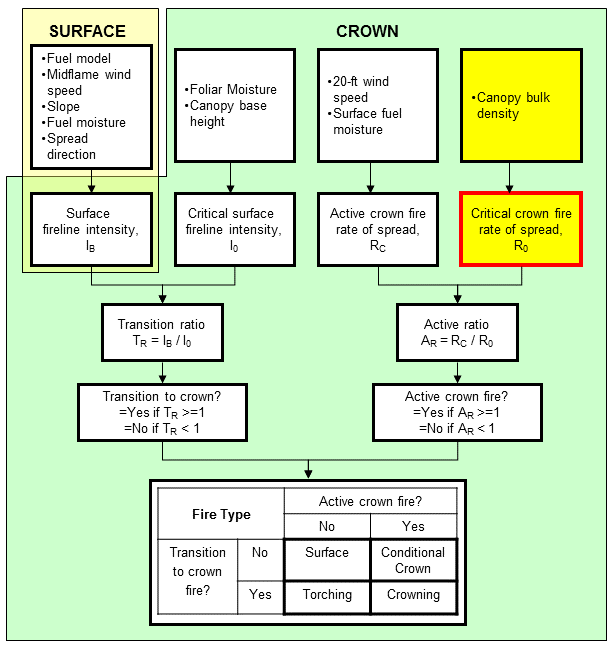 SURFACE
CROWN
•Fuel model
•Midflame wind
speed
•Slope
•Fuel moisture
•Spread
direction
•Foliar Moisture
•Canopy base
height
•20-ft wind
speed
•Surface fuel
moisture
•Canopy bulk
density
Surface
fireline intensity,
I_B
Critical surface
fireline intensity,
I_0
Active crown fire
rate of spread,
R_C
Critical crown fire
rate of spread,
R_0
Transition ratio
T_R = I_B / I_0
Active ratio
A_R = R_C / R_0
Transition to crown?
=Yes if T_R >=1
=No if T_R < 1
Active crown fire?
=Yes if A_R >=1
=No if A_R < 1
Fire Type
Active crown fire?
No
Yes
Transition
to crown
fire?
No
Surface
Conditional
Crown
Yes
Torching
Crowning